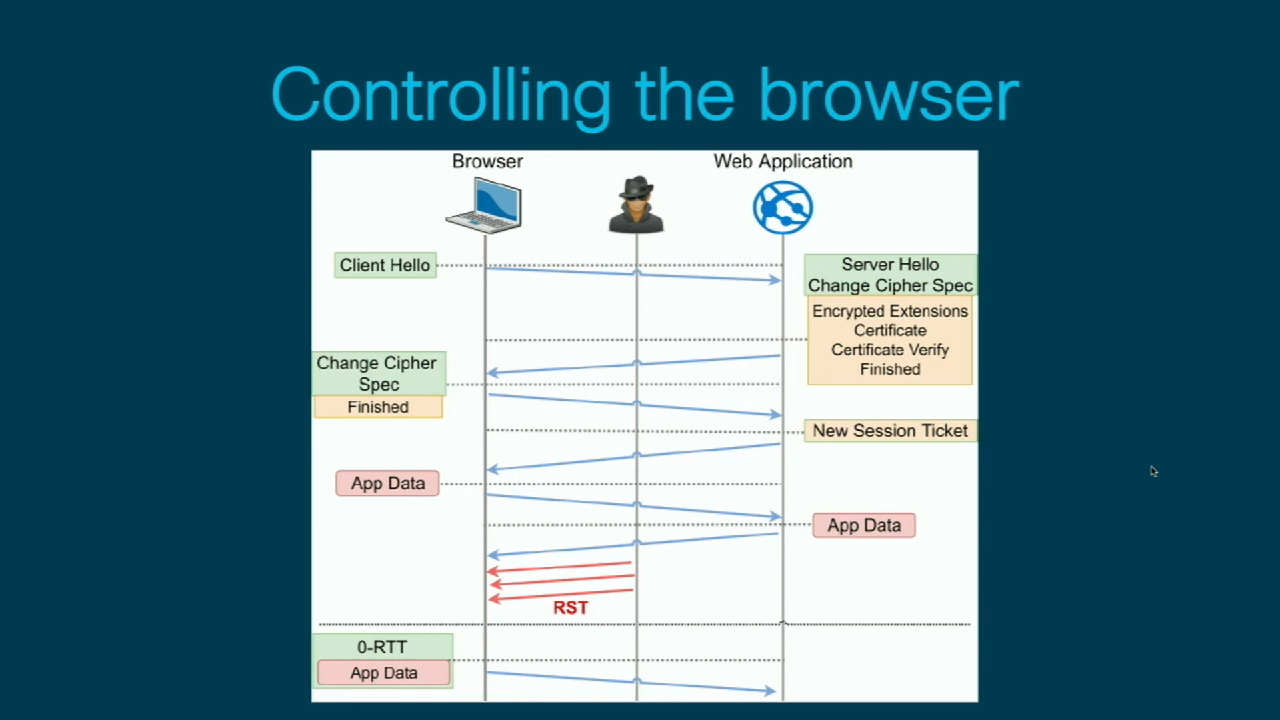 Controlling the browser
Browser
Web Application
Client Hello
Server Hello
Change Cipher Spec
Encrypted Extensions
Certificate
Certificate Verify
Finished
Change Cipher
Spec
Finished
New Session Ticket
App Data
App Data
RST
0-RTT
App Data